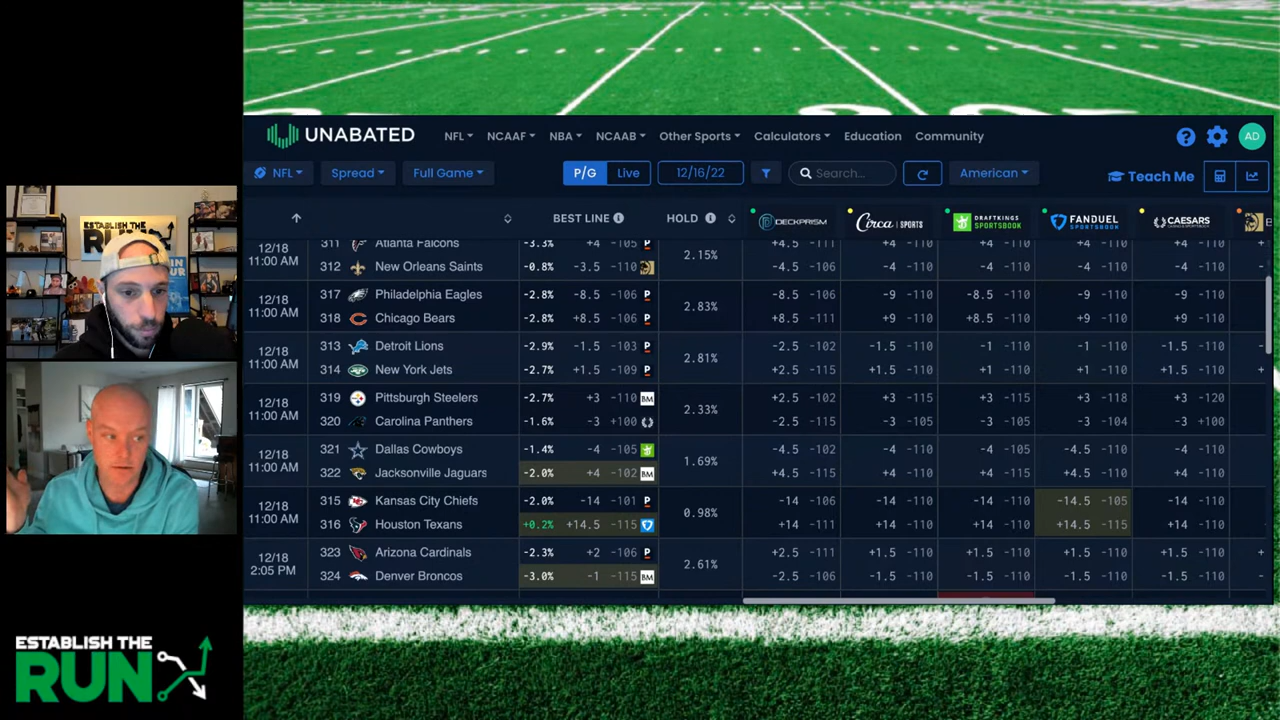 UNABATED NFL NCAAF NBA NCAAB Other Sports Calculators Education Community ? AD
NFL Spread Full Game P/G Live 12/16/22 Search... American Teach Me
BEST LINE HOLD DECKPRISM Circa SPORTS DRAFTKINGS SPORTSBOOK FANDUEL SPORTSBOOK CAESARS B
12/18 11:00 AM 311 Atlanta Falcons -3.3% +4 -105 P 2.15% +4.5 -111 +4 -110 +4 -110 +4 -110 +4 -110 +
312 New Orleans Saints -0.8% -3.5 -110 -4.5 -106 -4 -110 -4 -110 -4 -110 -4 -110
12/18 11:00 AM 317 Philadelphia Eagles -2.8% -8.5 -106 P 2.83% -8.5 -106 -9 -110 -8.5 -110 -9 -110 -9 -110
318 Chicago Bears -2.8% +8.5 -106 P +8.5 -111 +9 -110 +8.5 -110 +9 -110 +9 -110
12/18 11:00 AM 313 Detroit Lions -2.9% -1.5 -103 P 2.81% -2.5 -102 -1.5 -110 -1 -110 -1 -110 -1.5 -110
314 New York Jets -2.7% +1.5 -109 P +2.5 -115 +1.5 -110 +1 -110 +1 -110 +1.5 -110 +
12/18 11:00 AM 319 Pittsburgh Steelers -2.7% +3 -110 BM 2.33% +2.5 -102 +3 -115 +3 -115 +3 -118 +3 -120
320 Carolina Panthers -1.6% -3 +100 -2.5 -115 -3 -105 -3 -105 -3 -104 -3 +100
12/18 11:00 AM 321 Dallas Cowboys -1.4% -4 -105 1.69% -4.5 -102 -4 -110 -4 -105 -4.5 -110 -4 -110
322 Jacksonville Jaguars -2.0% +4 -102 BM +4.5 -115 +4 -110 +4 -115 +4.5 -110 +4 -110
12/18 11:00 AM 315 Kansas City Chiefs -2.0% -14 -101 P 0.98% -14 -106 -14 -110 -14 -110 -14.5 -105 -14 -110
316 Houston Texans +0.2% +14.5 -115 +14 -111 +14 -110 +14 -110 +14.5 -115 +14 -110
12/18 2:05 PM 323 Arizona Cardinals -2.3% +2 -106 P 2.61% +2.5 -111 +1.5 -110 +1.5 -110 +1.5 -110 +1.5 -110 +
324 Denver Broncos -3.0% -1 -115 BM -2.5 -106 -1.5 -110 -1.5 -110 -1.5 -110 -1.5 -110
ESTABLISH THE
RUN
ESTABLISH THE
RUN